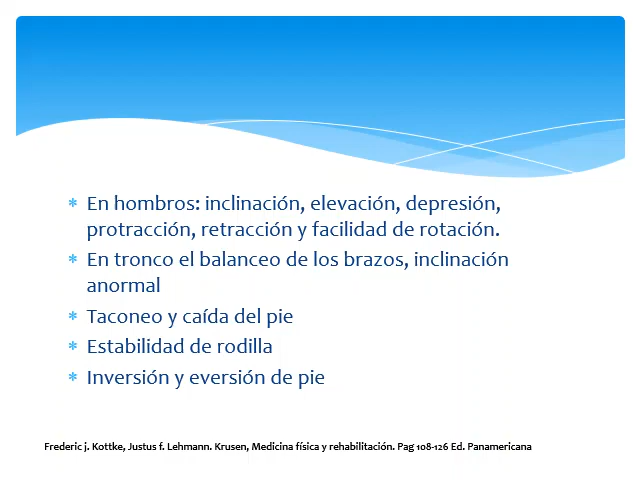 * En hombros: inclinación, elevación, depresión,
protracción, retracción y facilidad de rotación.
* En tronco el balanceo de los brazos, inclinación
anormal
* Taconeo y caída del pie
* Estabilidad de rodilla
* Inversión y eversión de pie
Frederic j. Kottke, Justus f. Lehmann. Krusen, Medicina física y rehabilitación. Pag 108-126 Ed. Panamericana